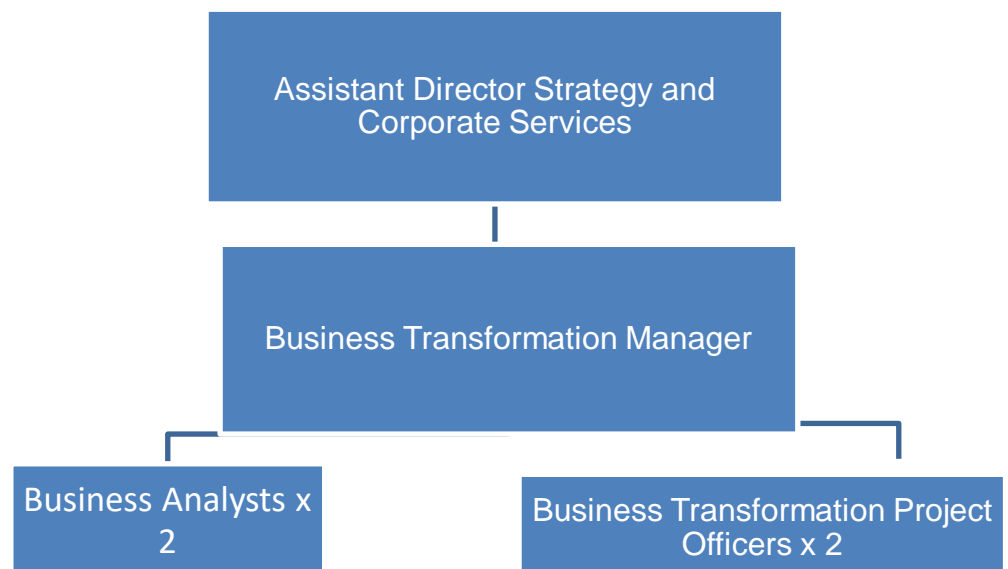 Assistant Director Strategy and
Corporate Services
Business Transformation Manager
Business Analysts x
2
Business Transformation Project
Officers x 2